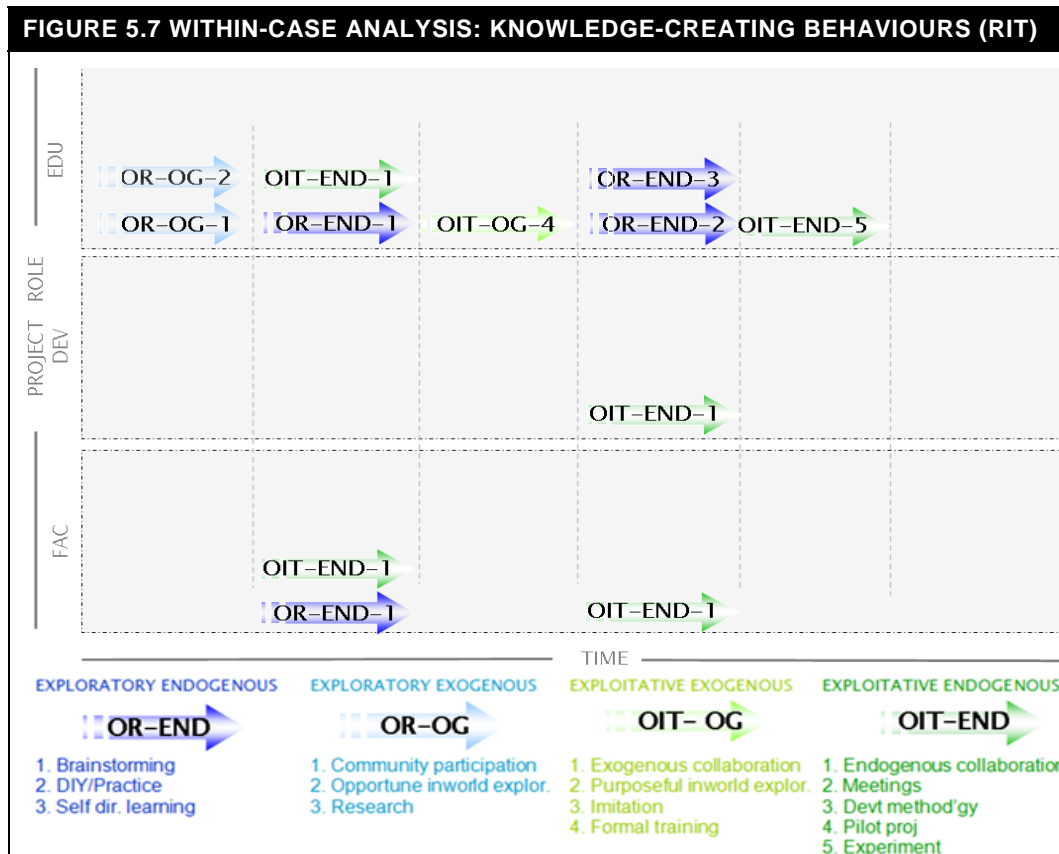 FIGURE 5.7 WITHIN-CASE ANALYSIS: KNOWLEDGE-CREATING BEHAVIOURS (RIT)
EDU
OR-OG-2 OIT-END-1 OR-END-3
OR-OG-1 OR-END-1 OIT-OG-4 OR-END-2 OIT-END-5
PROJECT ROLE
DEV
OIT-END-1
FAC
OIT-END-1
OR-END-1 OIT-END-1
TIME
EXPLORATORY ENDOGENOUS
OR-END
1. Brainstorming
2. DIY/Practice
3. Self dir. learning
EXPLORATORY EXOGENOUS
OR-OG
1. Community participation
2. Opportune inworld explor.
3. Research
EXPLOITATIVE EXOGENOUS
OIT- OG
1. Exogenous collaboration
2. Purposeful inworld explor.
3. Imitation
4. Formal training
EXPLOITATIVE ENDOGENOUS
OIT-END
1. Endogenous collaboration
2. Meetings
3. Devt method'gy
4. Pilot proj
5. Experiment